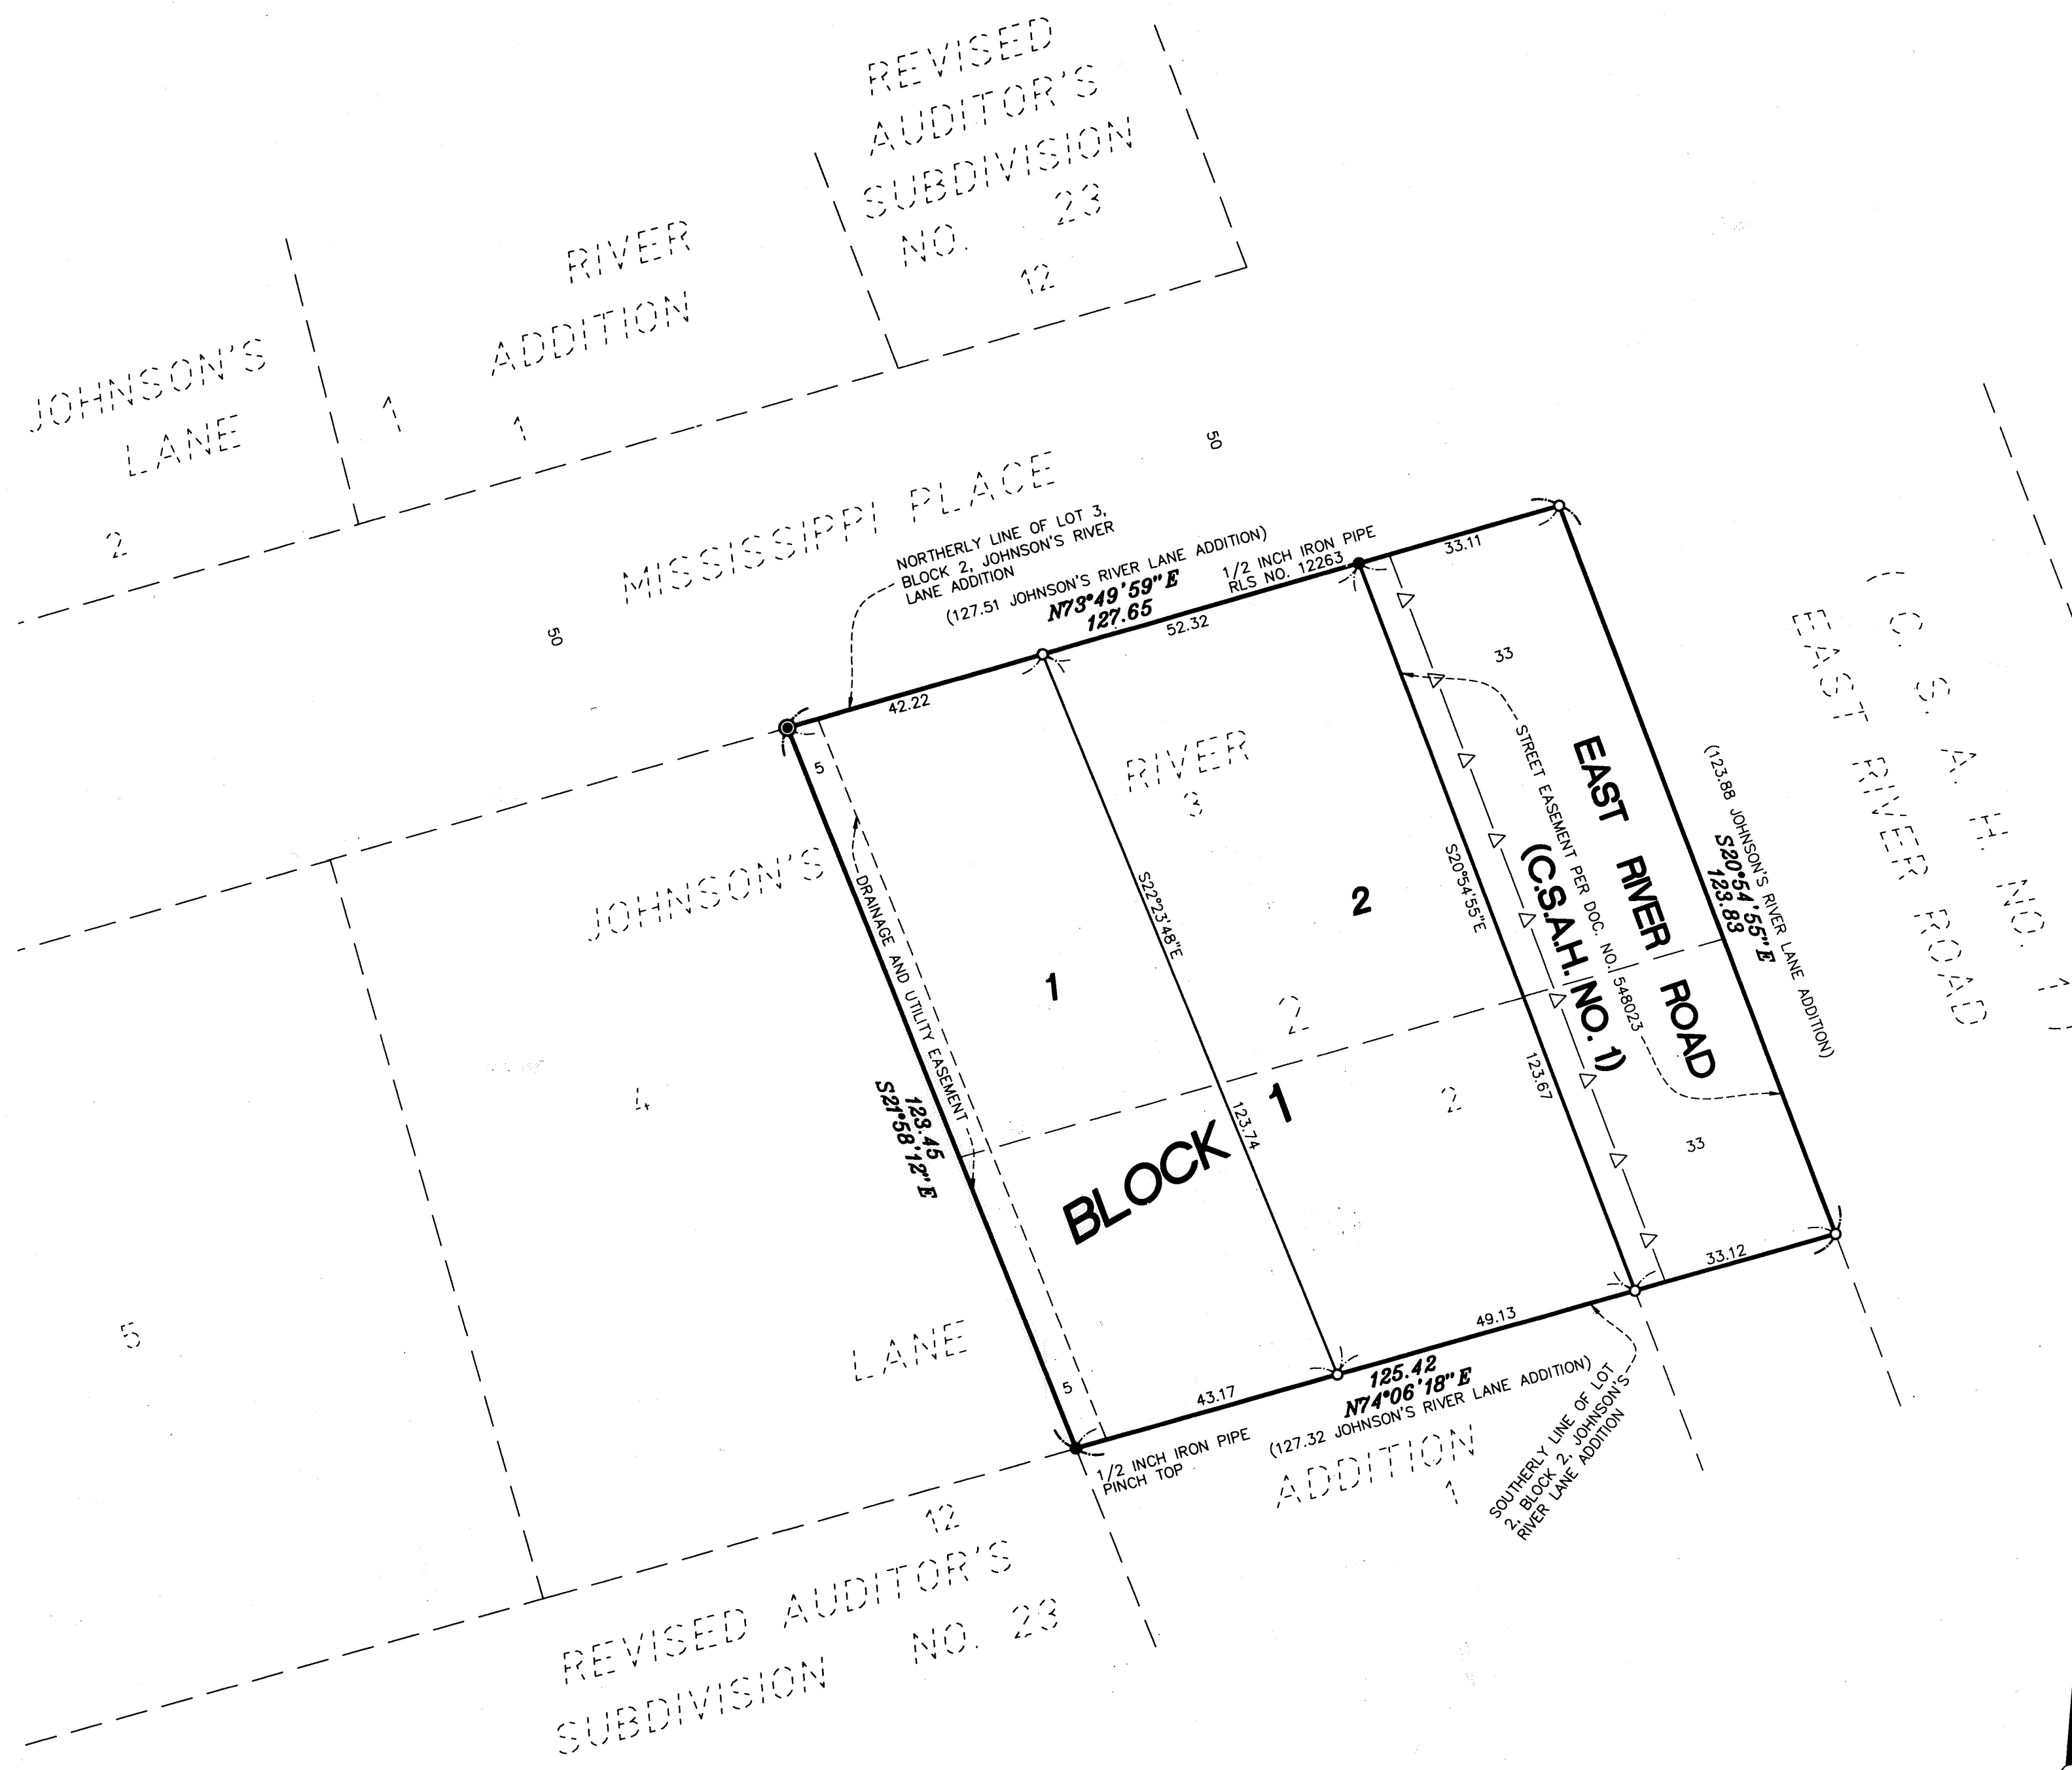 REVISED
AUDITOR'S
SUBDIVISION
NO. 23
12
RIVER
ADDITION
1
1
JOHNSON'S
LANE
2
MISSISSIPPI PLACE
50
50
NORTHERLY LINE OF LOT 3,
BLOCK 2, JOHNSON'S RIVER
LANE ADDITION
(127.51 JOHNSON'S RIVER LANE ADDITION)
N73°49'59"E
127.65
1/2 INCH IRON PIPE
RLS NO. 12263
33.11
52.32
42.22
5
RIVER
3
33
STREET EASEMENT PER DOC. NO. 548023
EAST RIVER ROAD
(C.S.A.H. NO. 1)
(123.88 JOHNSON'S RIVER LANE ADDITION)
S20°54'55"E
123.83
(C. S. A. H. NO. 1)
EAST RIVER ROAD
JOHNSON'S
DRAINAGE AND UTILITY EASEMENT
S22°23'48"E
123.74
S20°54'55"E
123.67
1
2
2
2
BLOCK 1
4
123.45
S21°58'12"E
33
5
LANE
5
33.12
49.13
43.17
125.42
N74°06'18"E
(127.32 JOHNSON'S RIVER LANE ADDITION)
1/2 INCH IRON PIPE
PINCH TOP
ADDITION
1
SOUTHERLY LINE OF LOT
2, BLOCK 2, JOHNSON'S
RIVER LANE ADDITION
12
REVISED AUDITOR'S
SUBDIVISION NO. 23